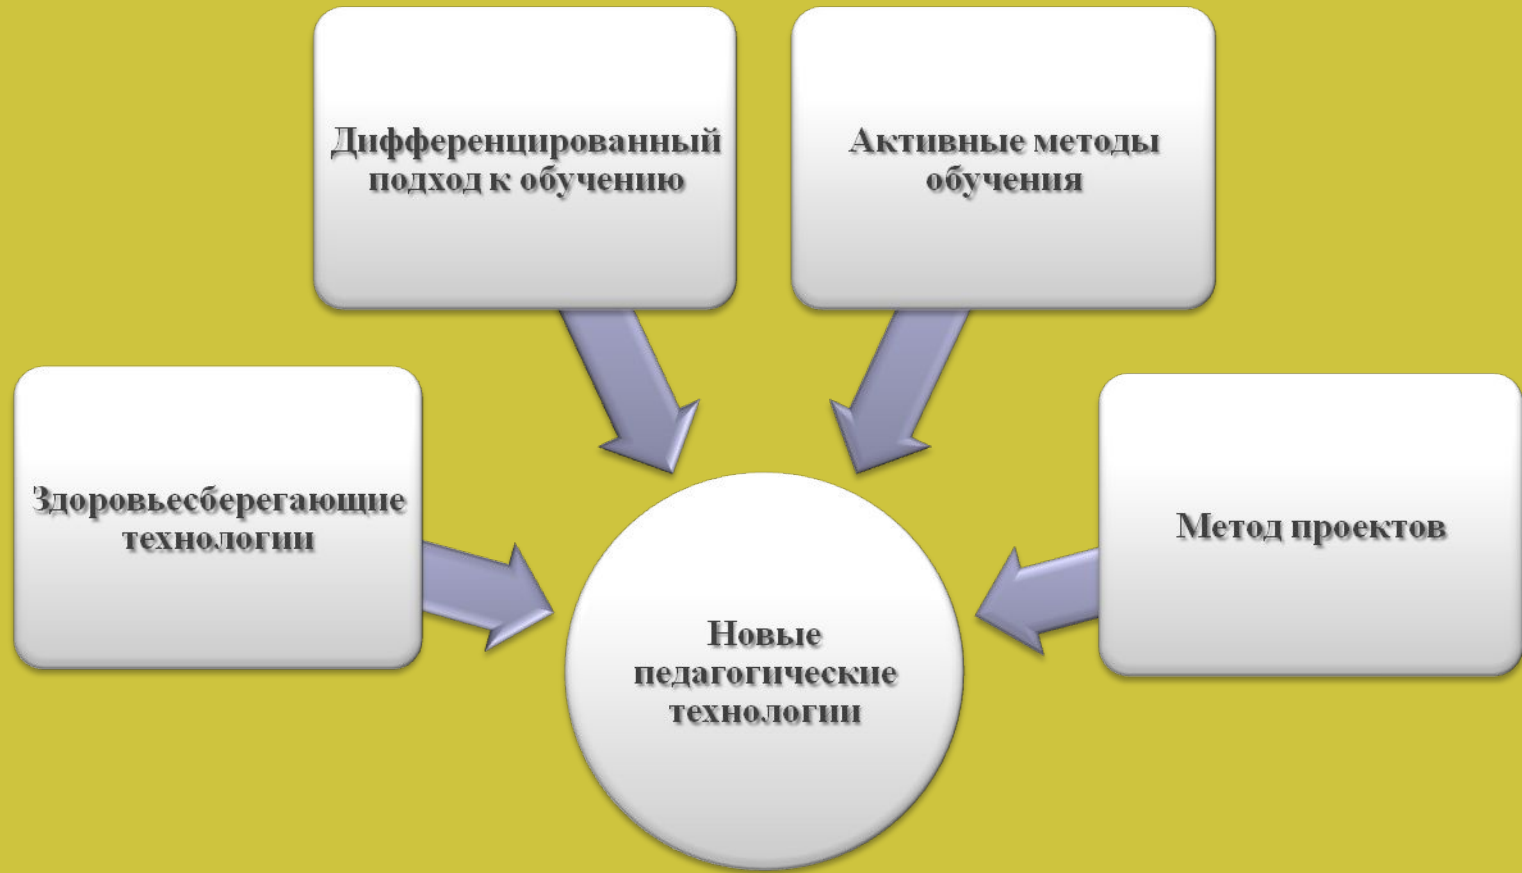 Дифференцированный
подход к обучению
Активные методы
обучения
Здоровьесберегающие
технологии
Метод проектов
Новые
педагогические
технологии